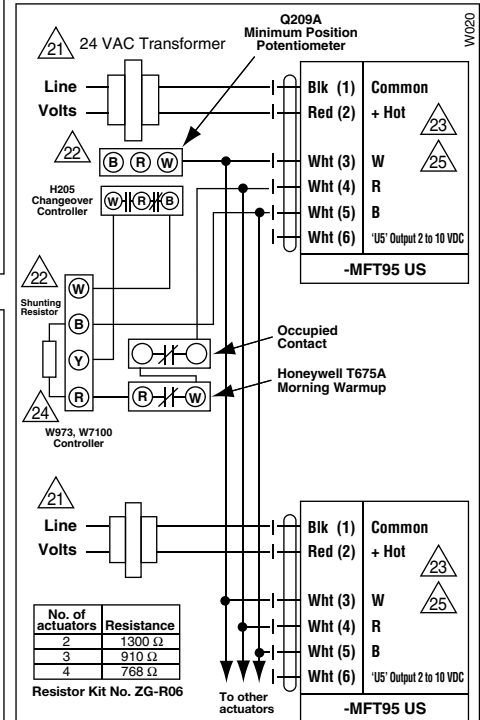 W020
Q209A
Minimum Position
Potentiometer
21 24 VAC Transformer
Line
Volts
Blk (1) Common
Red (2) + Hot
23
22
B R W
Wht (3) W
25
Wht (4) R
H205
Changeover
Controller
W R B
Wht (5) B
Wht (6) 'U5' Output 2 to 10 VDC
-MFT95 US
22
Shunting
Resistor
W
B
Y
R
24
W973, W7100
Controller
Occupied
Contact
R W
Honeywell T675A
Morning Warmup
21
Line
Volts
Blk (1) Common
Red (2) + Hot
23
Wht (3) W
25
Wht (4) R
Wht (5) B
Wht (6) 'U5' Output 2 to 10 VDC
-MFT95 US
No. of
actuators Resistance
2 1300 Ω
3 910 Ω
4 768 Ω
Resistor Kit No. ZG-R06
To other
actuators